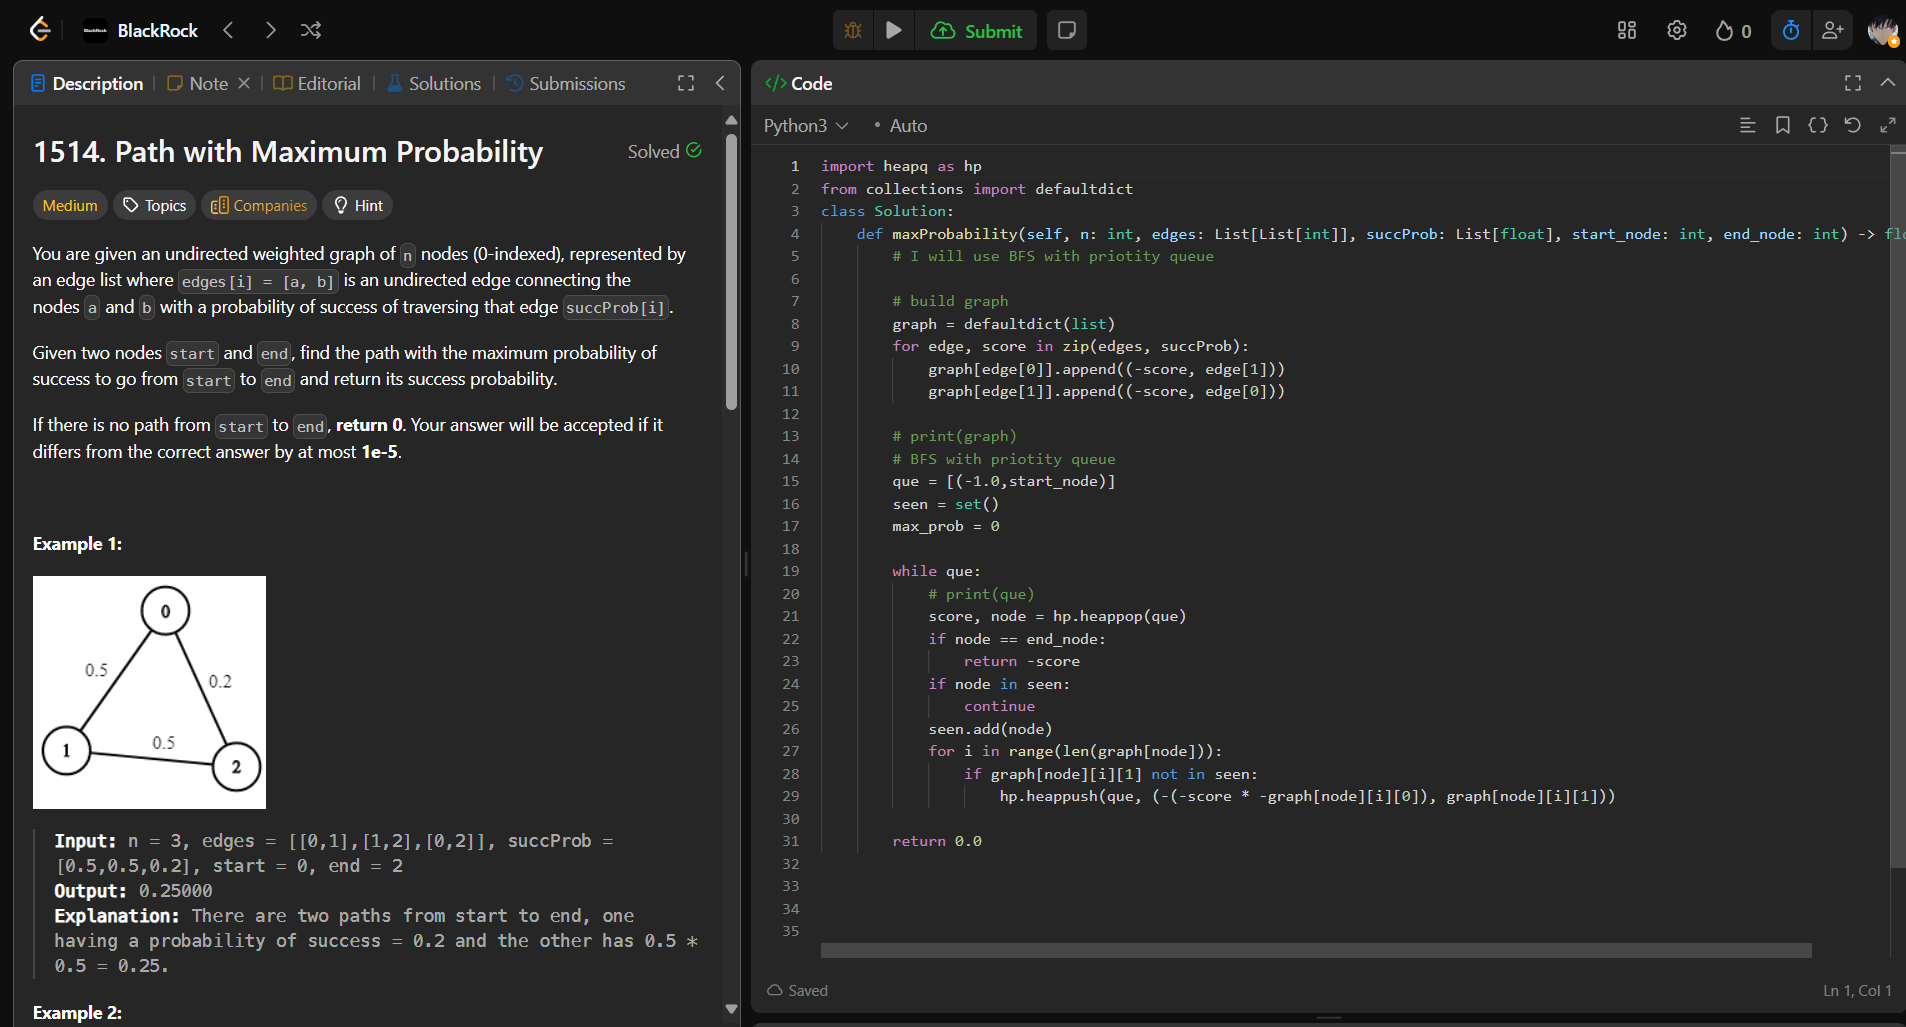 BlackRock
Submit
0
Description
Note
Editorial
Solutions
Submissions
1514. Path with Maximum Probability
Solved
Medium
Topics
Companies
Hint
You are given an undirected weighted graph of n nodes (0-indexed), represented by
an edge list where edges[i] = [a, b] is an undirected edge connecting the
nodes a and b with a probability of success of traversing that edge succProb[i].
Given two nodes start and end, find the path with the maximum probability of
success to go from start to end and return its success probability.
If there is no path from start to end, return 0. Your answer will be accepted if it
differs from the correct answer by at most 1e-5.
Example 1:
0
0.5
0.2
1
0.5
2
Input: n = 3, edges = [[0,1],[1,2],[0,2]], succProb =
[0.5,0.5,0.2], start = 0, end = 2
Output: 0.25000
Explanation: There are two paths from start to end, one
having a probability of success = 0.2 and the other has 0.5 *
0.5 = 0.25.
Example 2:
</> Code
Python3
• Auto
1 import heapq as hp
2 from collections import defaultdict
3 class Solution:
4 def maxProbability(self, n: int, edges: List[List[int]], succProb: List[float], start_node: int, end_node: int) -> flo
5 # I will use BFS with priotity queue
6
7 # build graph
8 graph = defaultdict(list)
9 for edge, score in zip(edges, succProb):
10 graph[edge[0]].append((-score, edge[1]))
11 graph[edge[1]].append((-score, edge[0]))
12
13 # print(graph)
14 # BFS with priotity queue
15 que = [(-1.0,start_node)]
16 seen = set()
17 max_prob = 0
18
19 while que:
20 # print(que)
21 score, node = hp.heappop(que)
22 if node == end_node:
23 return -score
24 if node in seen:
25 continue
26 seen.add(node)
27 for i in range(len(graph[node])):
28 if graph[node][i][1] not in seen:
29 hp.heappush(que, (-(-score * -graph[node][i][0]), graph[node][i][1]))
30
31 return 0.0
32
33
34
35
Saved
Ln 1, Col 1